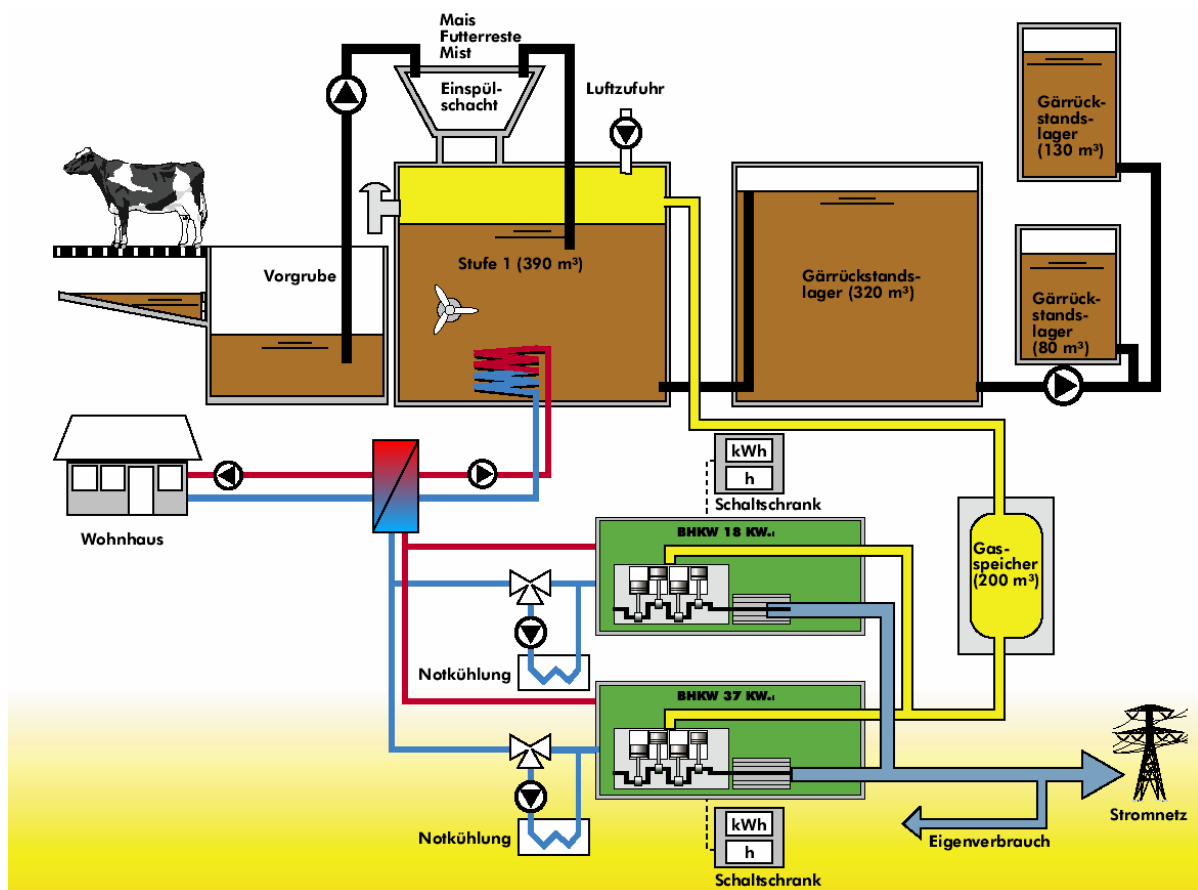 Mais
Futterreste
Mist
Einspül-
schacht
Luftzufuhr
Gärrück-
stands-
lager
(130 m³)
Vorgrube
Stufe 1 (390 m³)
Gärrückstands-
lager (320 m³)
Gärrück-
stands-
lager
(80 m³)
kWh
h
Schaltschrank
Wohnhaus
BHKW 18 KWel
Gas-
speicher
(200 m³)
Notkühlung
BHKW 37 KWel
Notkühlung
kWh
h
Schaltschrank
Eigenverbrauch
Stromnetz